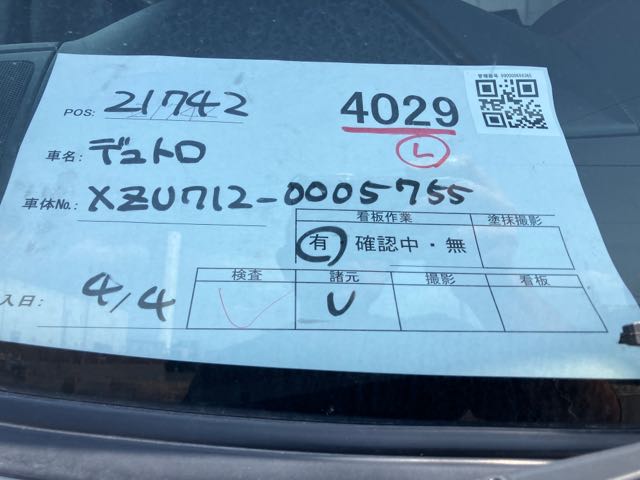 POS: 21742
4029
L
車名: デュトロ
車体No.: XZU712-0005755
看板作業 塗抹撮影
有・確認中・無
入日: 4/4
検査 諸元 撮影 看板